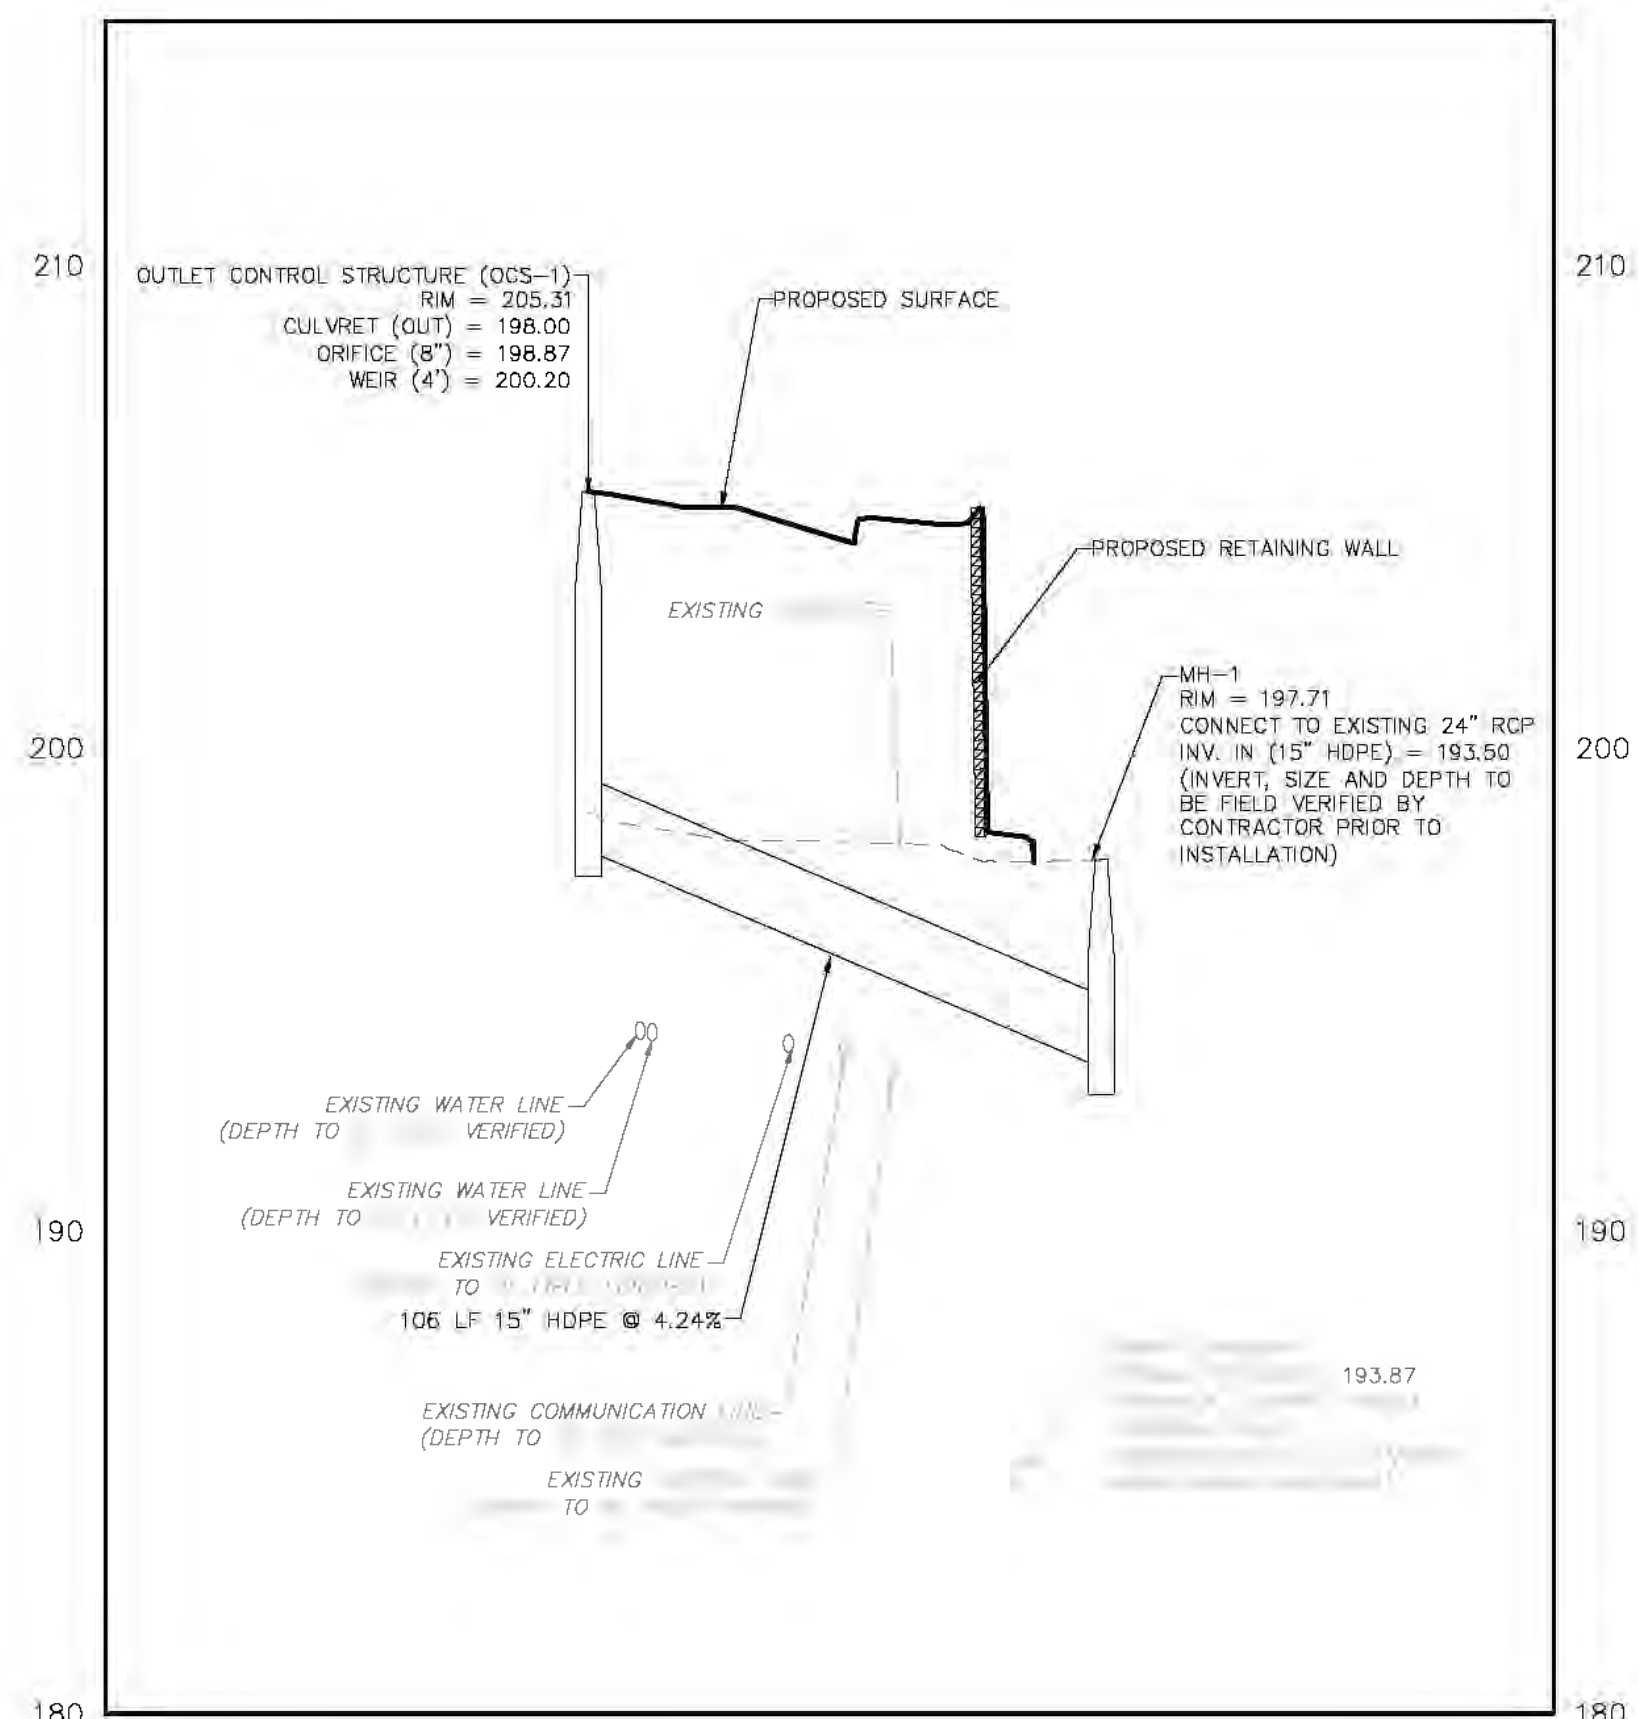 210
210
OUTLET CONTROL STRUCTURE (OCS-1)
RIM = 205.31
CULVRET (OUT) = 198.00
ORIFICE (8") = 198.87
WEIR (4') = 200.20
PROPOSED SURFACE
PROPOSED RETAINING WALL
EXISTING
MH-1
RIM = 197.71
CONNECT TO EXISTING 24" RCP
INV. IN (15" HDPE) = 193.50
(INVERT, SIZE AND DEPTH TO
BE FIELD VERIFIED BY
CONTRACTOR PRIOR TO
INSTALLATION)
200
200
EXISTING WATER LINE
(DEPTH TO VERIFIED)
EXISTING WATER LINE
(DEPTH TO VERIFIED)
190
190
EXISTING ELECTRIC LINE
TO
106 LF 15" HDPE @ 4.24%
193.87
EXISTING COMMUNICATION
(DEPTH TO
EXISTING
TO
180
180